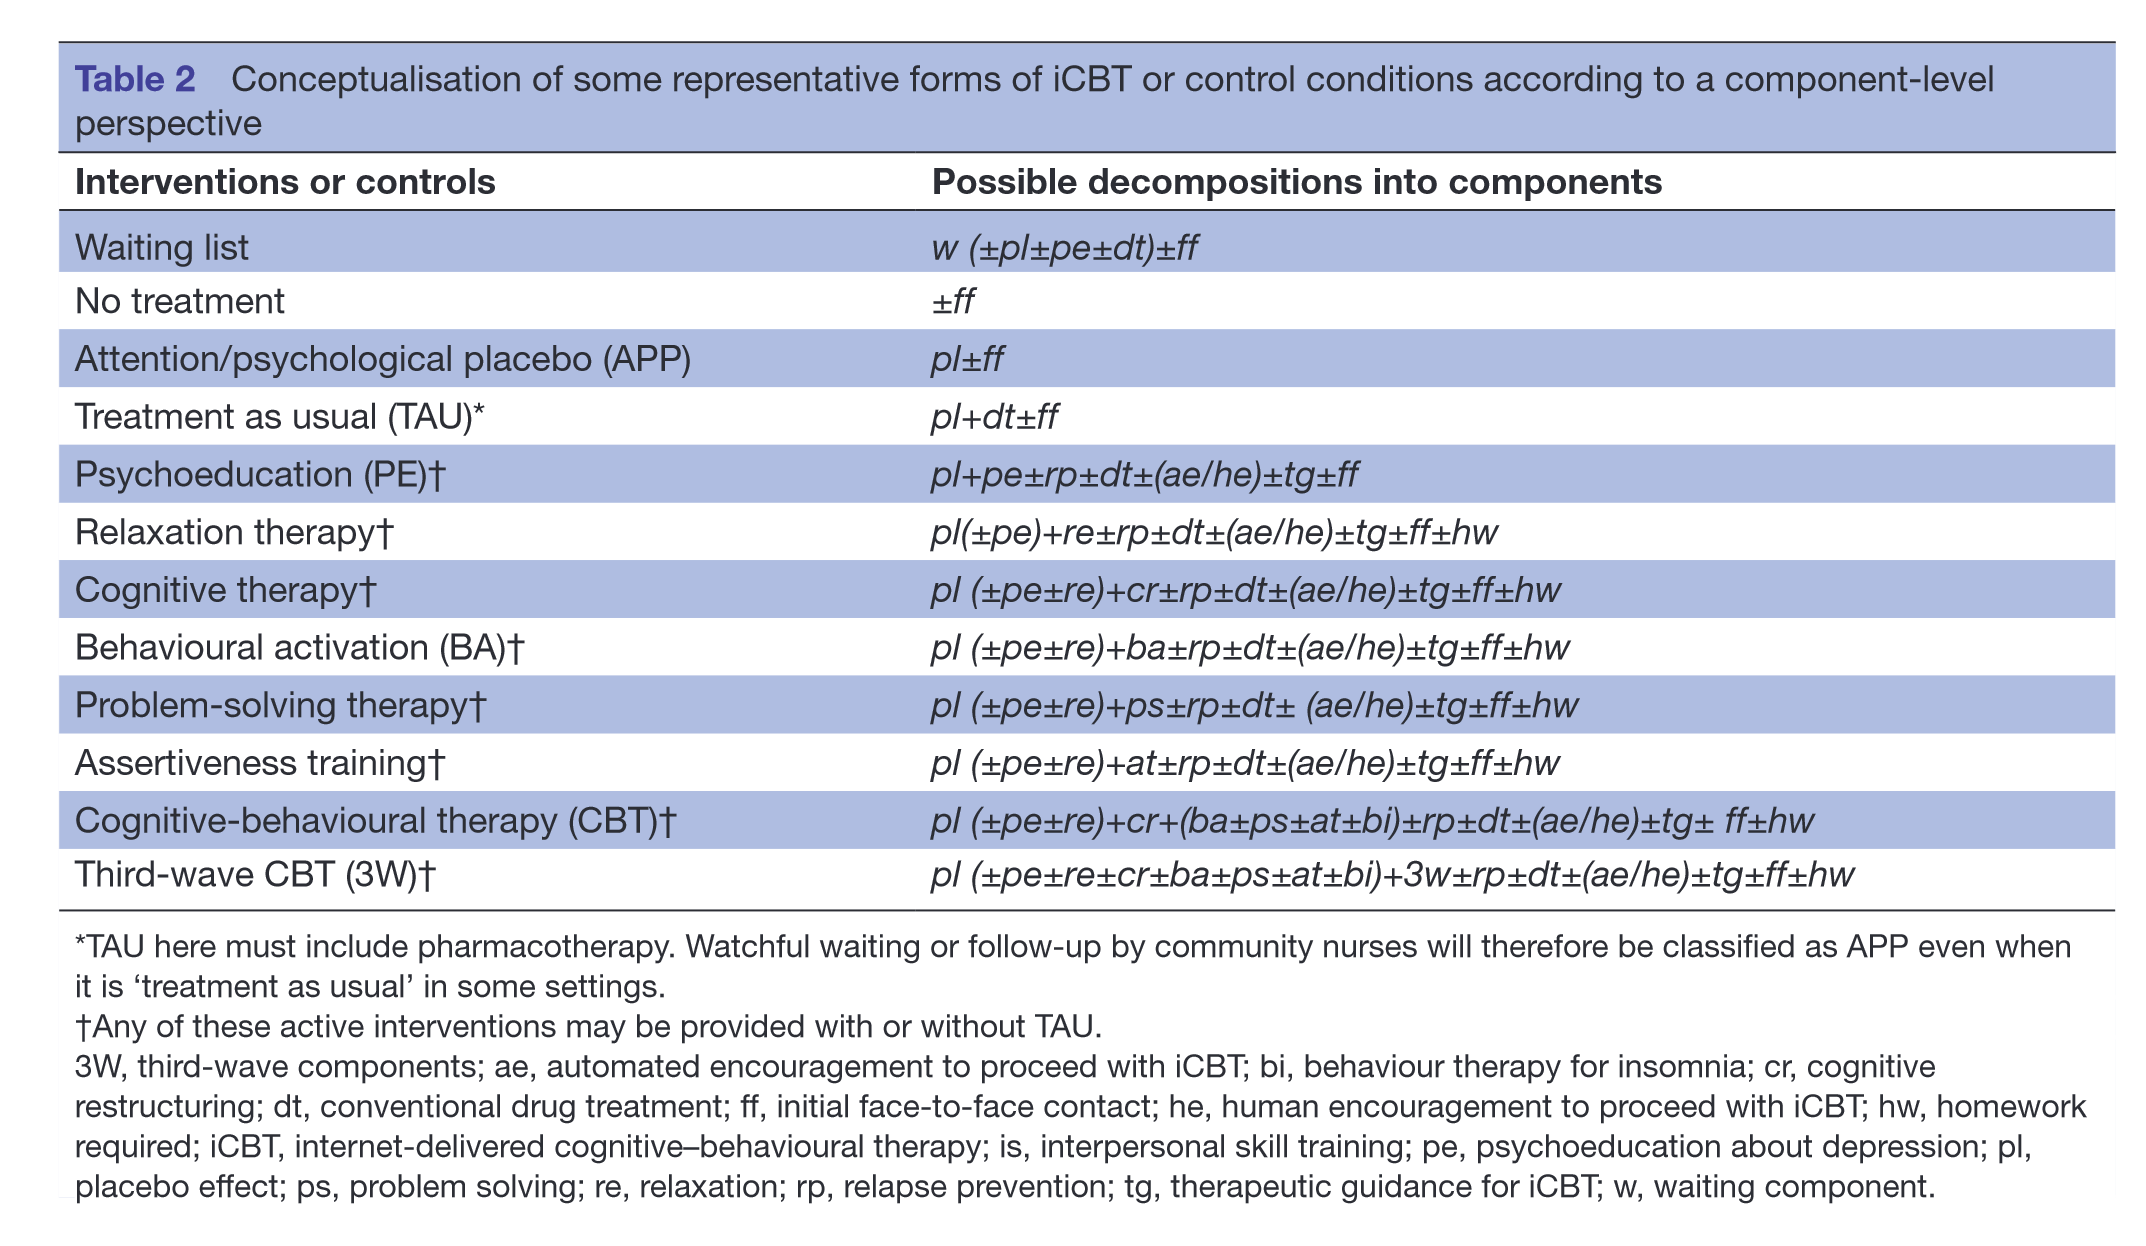 Table 2 Conceptualisation of some representative forms of iCBT or control conditions according to a component-level
perspective
Interventions or controls Possible decompositions into components
Waiting list w (±pl±pe±dt)±ff
No treatment ±ff
Attention/psychological placebo (APP) pl±ff
Treatment as usual (TAU)* pl+dt±ff
Psychoeducation (PE)† pl+pe±rp±dt±(ae/he)±tg±ff
Relaxation therapy† pl(±pe)+re±rp±dt±(ae/he)±tg±ff±hw
Cognitive therapy† pl (±pe±re)+cr±rp±dt±(ae/he)±tg±ff±hw
Behavioural activation (BA)† pl (±pe±re)+ba±rp±dt±(ae/he)±tg±ff±hw
Problem-solving therapy† pl (±pe±re)+ps±rp±dt± (ae/he)±tg±ff±hw
Assertiveness training† pl (±pe±re)+at±rp±dt±(ae/he)±tg±ff±hw
Cognitive-behavioural therapy (CBT)† pl (±pe±re)+cr+(ba±ps±at±bi)±rp±dt±(ae/he)±tg± ff±hw
Third-wave CBT (3W)† pl (±pe±re±cr±ba±ps±at±bi)+3w±rp±dt±(ae/he)±tg±ff±hw
*TAU here must include pharmacotherapy. Watchful waiting or follow-up by community nurses will therefore be classified as APP even when
it is ‘treatment as usual’ in some settings.
†Any of these active interventions may be provided with or without TAU.
3W, third-wave components; ae, automated encouragement to proceed with iCBT; bi, behaviour therapy for insomnia; cr, cognitive
restructuring; dt, conventional drug treatment; ff, initial face-to-face contact; he, human encouragement to proceed with iCBT; hw, homework
required; iCBT, internet-delivered cognitive–behavioural therapy; is, interpersonal skill training; pe, psychoeducation about depression; pl,
placebo effect; ps, problem solving; re, relaxation; rp, relapse prevention; tg, therapeutic guidance for iCBT; w, waiting component.